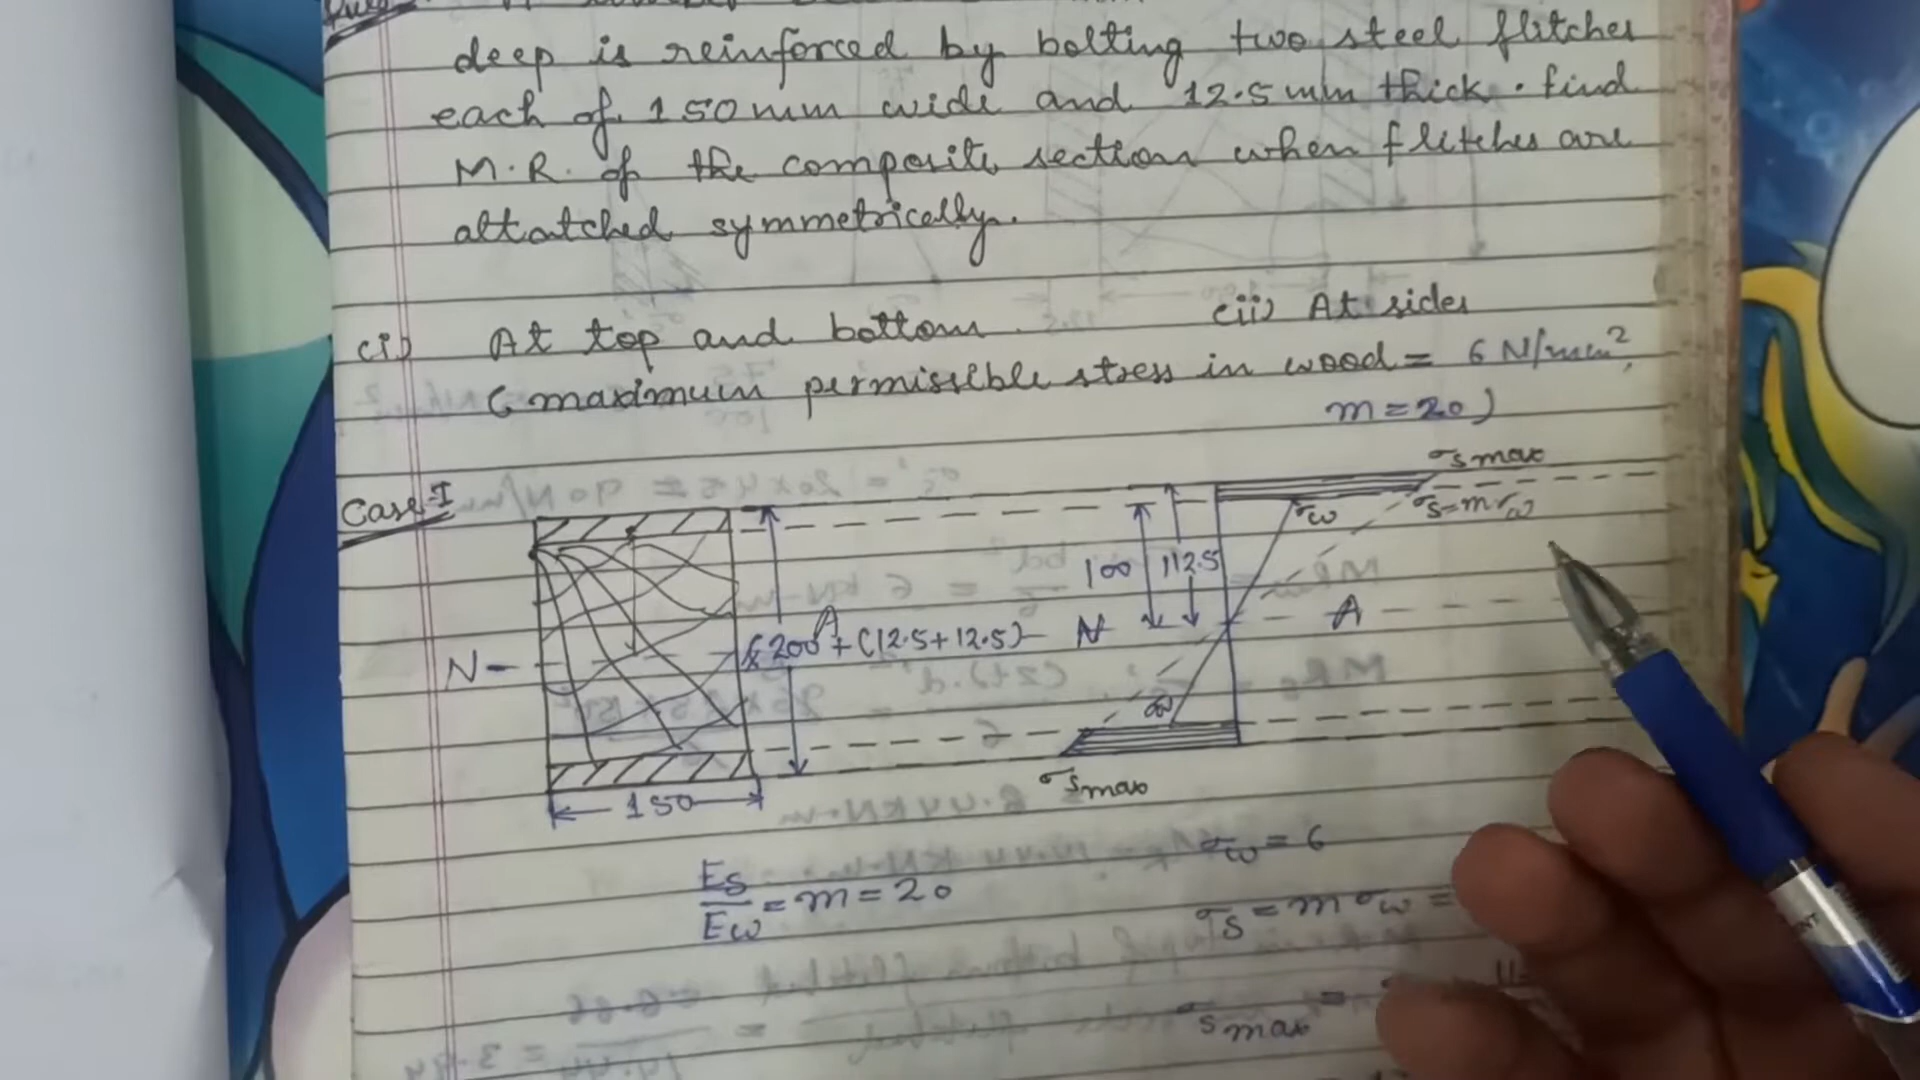 deep is reinforced by bolting two steel flitches
each of 150 mm wide and 12.5 mm thick. find
M.R. of the composite section when flitches are
attatched symmetrically.
(i) At top and bottom. (ii) At sides
( maximum permissible stress in wood = 6 N/mm²,
m = 20 )
Case-I
σs max
σw σs = m σw
100 112.5
N A 200 + (12.5+12.5) N A
σw
σs max
150
σw = 6
Es/Ew = m = 20
σs = m σw =
σs max =